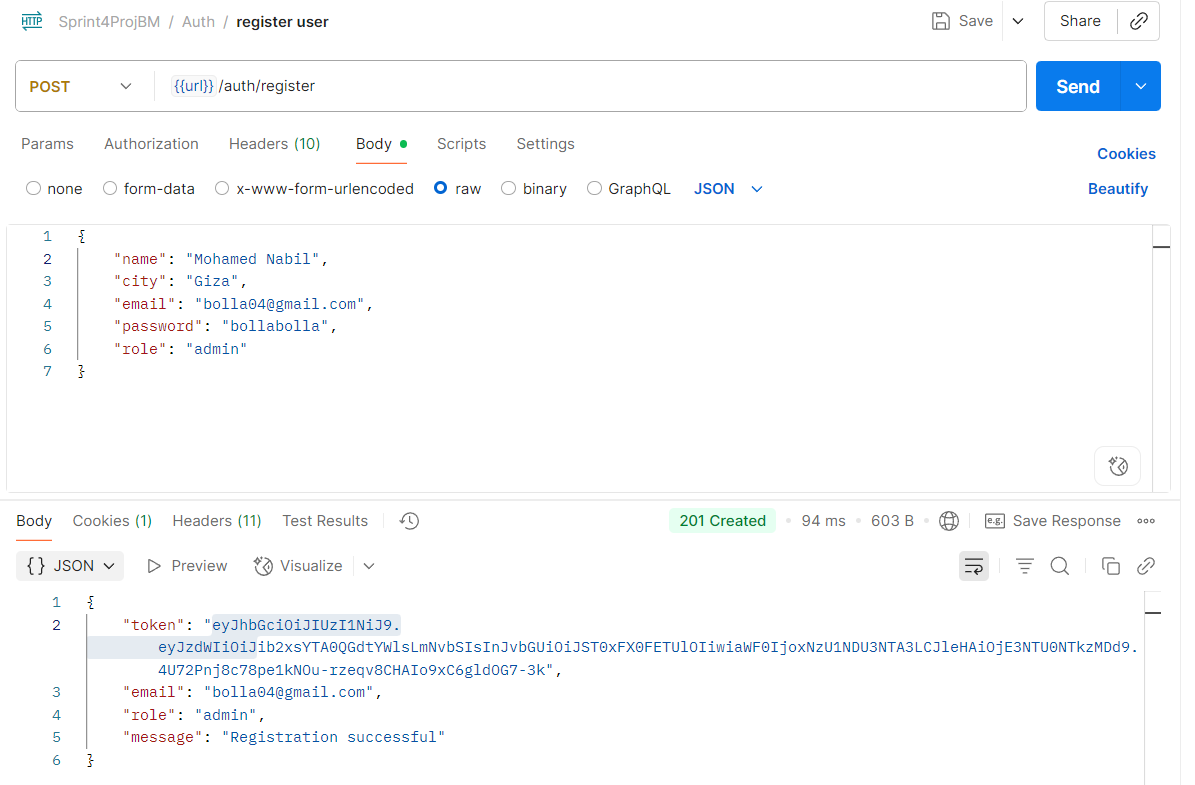 HTTP Sprint4ProjBM / Auth / register user Save Share
POST {{url}} /auth/register Send
Params Authorization Headers (10) Body Scripts Settings Cookies
none form-data x-www-form-urlencoded raw binary GraphQL JSON Beautify
1 {
2 "name": "Mohamed Nabil",
3 "city": "Giza",
4 "email": "bolla04@gmail.com",
5 "password": "bollabolla",
6 "role": "admin"
7 }
Body Cookies (1) Headers (11) Test Results 201 Created • 94 ms • 603 B • e.g. Save Response
{} JSON Preview Visualize
1 {
2 "token": "eyJhbGciOiJIUzI1NiJ9.
eyJzdWIiOiJib2xsYTA0QGdtYWlsLmNvbSIsInJvbGUiOiJST0xFX0FETUlOIiwiaWF0IjoxNzU1NDU3NTA3LCJleHAiOjE3NTU0NTkzMDd9.
4U72Pnj8c78pe1kNOu-rzeqv8CHAIo9xC6gldOG7-3k",
3 "email": "bolla04@gmail.com",
4 "role": "admin",
5 "message": "Registration successful"
6 }